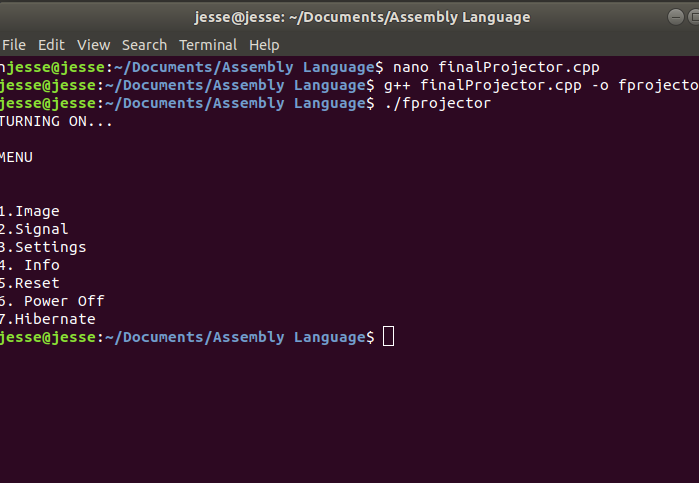 jesse@jesse: ~/Documents/Assembly Language
File Edit View Search Terminal Help
njesse@jesse:~/Documents/Assembly Language$ nano finalProjector.cpp
jesse@jesse:~/Documents/Assembly Language$ g++ finalProjector.cpp -o fprojecto
jesse@jesse:~/Documents/Assembly Language$ ./fprojector
TURNING ON...
MENU
1.Image
2.Signal
3.Settings
4. Info
5.Reset
6. Power Off
7.Hibernate
jesse@jesse:~/Documents/Assembly Language$